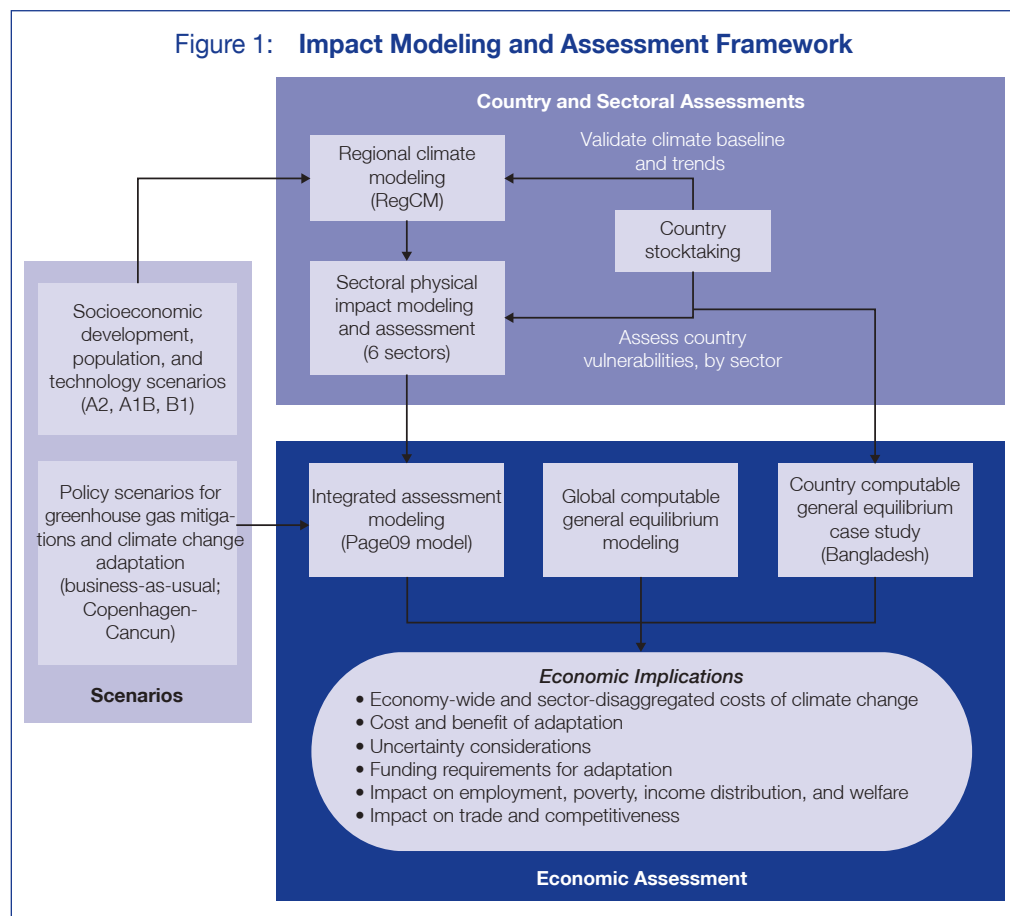 Figure 1: Impact Modeling and Assessment Framework
Country and Sectoral Assessments
Regional climate
modeling
(RegCM)
Validate climate baseline
and trends
Country
stocktaking
Sectoral physical
impact modeling
and assessment
(6 sectors)
Assess country
vulnerabilities, by sector
Socioeconomic
development,
population, and
technology scenarios
(A2, A1B, B1)
Policy scenarios for
greenhouse gas mitiga-
tions and climate change
adaptation
(business-as-usual;
Copenhagen-
Cancun)
Scenarios
Integrated assessment
modeling
(Page09 model)
Global computable
general equilibrium
modeling
Country computable
general equilibrium
case study
(Bangladesh)
Economic Implications
• Economy-wide and sector-disaggregated costs of climate change
• Cost and benefit of adaptation
• Uncertainty considerations
• Funding requirements for adaptation
• Impact on employment, poverty, income distribution, and welfare
• Impact on trade and competitiveness
Economic Assessment